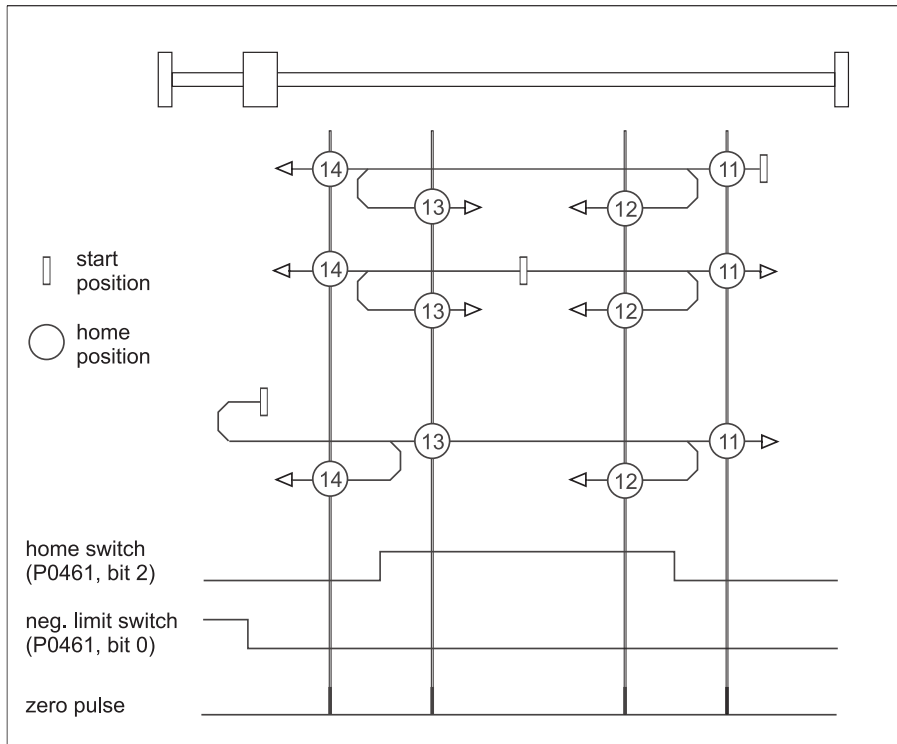 14
11
13
12
start
position
14
11
13
12
home
position
13
11
14
12
home switch
(P0461, bit 2)
neg. limit switch
(P0461, bit 0)
zero pulse